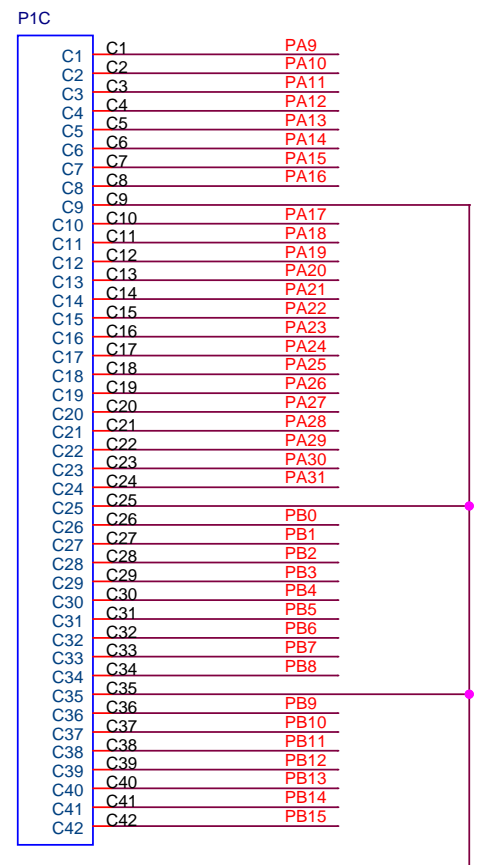 P1C
C1 C1 PA9
C2 C2 PA10
C3 C3 PA11
C4 C4 PA12
C5 C5 PA13
C6 C6 PA14
C7 C7 PA15
C8 C8 PA16
C9 C9
C10 C10 PA17
C11 C11 PA18
C12 C12 PA19
C13 C13 PA20
C14 C14 PA21
C15 C15 PA22
C16 C16 PA23
C17 C17 PA24
C18 C18 PA25
C19 C19 PA26
C20 C20 PA27
C21 C21 PA28
C22 C22 PA29
C23 C23 PA30
C24 C24 PA31
C25 C25
C26 C26 PB0
C27 C27 PB1
C28 C28 PB2
C29 C29 PB3
C30 C30 PB4
C31 C31 PB5
C32 C32 PB6
C33 C33 PB7
C34 C34 PB8
C35 C35
C36 C36 PB9
C37 C37 PB10
C38 C38 PB11
C39 C39 PB12
C40 C40 PB13
C41 C41 PB14
C42 C42 PB15